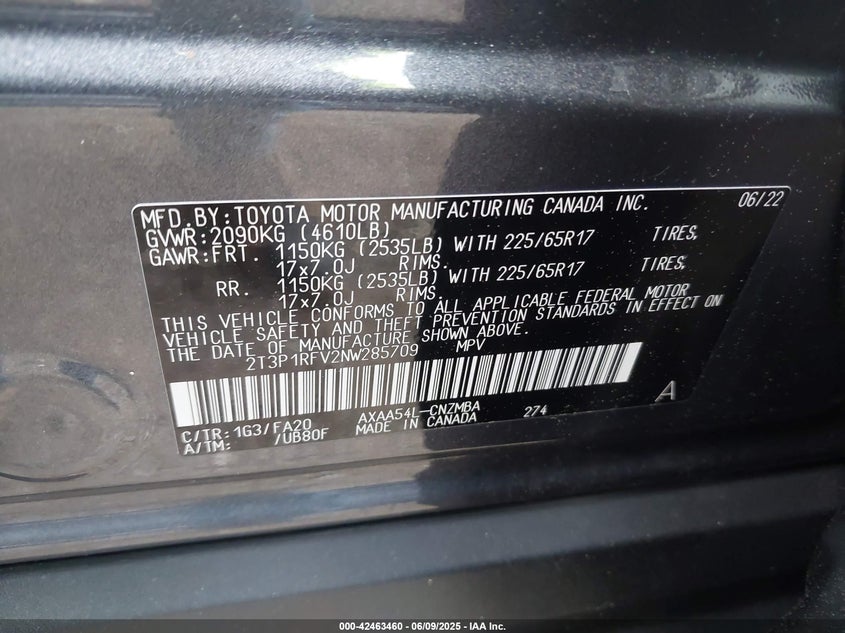 MFD.BY:TOYOTA MOTOR MANUFACTURING CANADA INC. 06/22
GVWR:2090KG (4610LB)
GAWR:FRT. 1150KG (2535LB) WITH 225/65R17 TIRES,
17x7.0J RIMS.
RR. 1150KG (2535LB) WITH 225/65R17 TIRES,
17x7.0J RIMS.
THIS VEHICLE CONFORMS TO ALL APPLICABLE FEDERAL MOTOR
VEHICLE SAFETY AND THEFT PREVENTION STANDARDS IN EFFECT ON
THE DATE OF MANUFACTURE SHOWN ABOVE.
2T3P1RFV2NW285709 MPV
A
C/TR:1G3/FA20 AXAA54L-CNZMBA 274
A/TM: /UB80F MADE IN CANADA
000-42463460 - 06/09/2025 - IAA Inc.